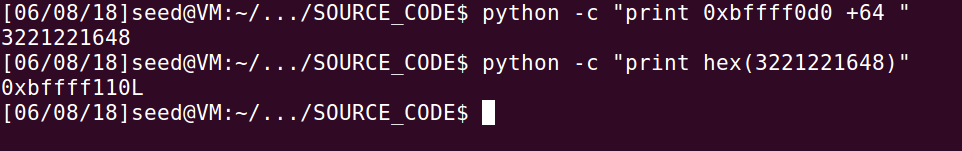 [06/08/18]seed@VM:~/.../SOURCE_CODE$ python -c "print 0xbffff0d0 +64 "
3221221648
[06/08/18]seed@VM:~/.../SOURCE_CODE$ python -c "print hex(3221221648)"
0xbffff110L
[06/08/18]seed@VM:~/.../SOURCE_CODE$